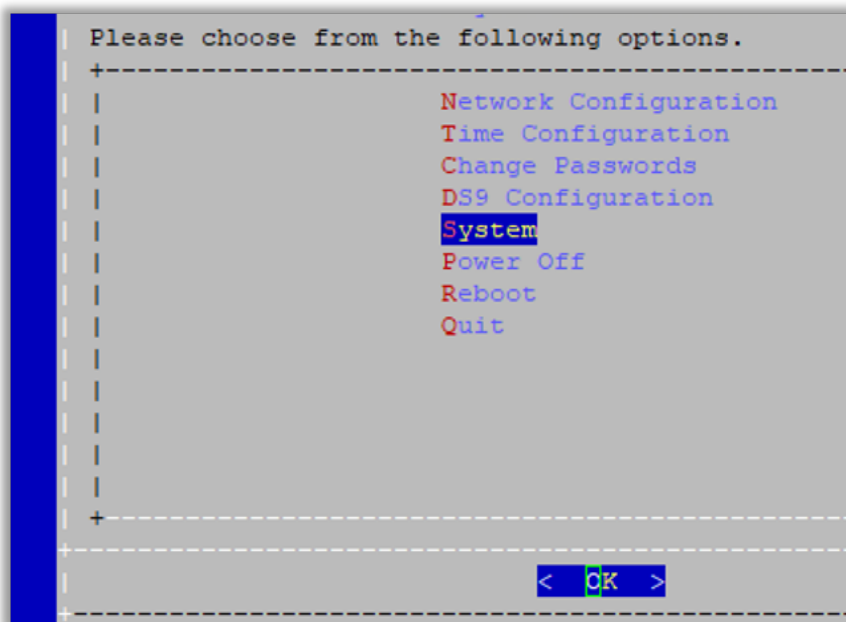 Please choose from the following options.
Network Configuration
Time Configuration
Change Passwords
DS9 Configuration
System
Power Off
Reboot
Quit
< OK >